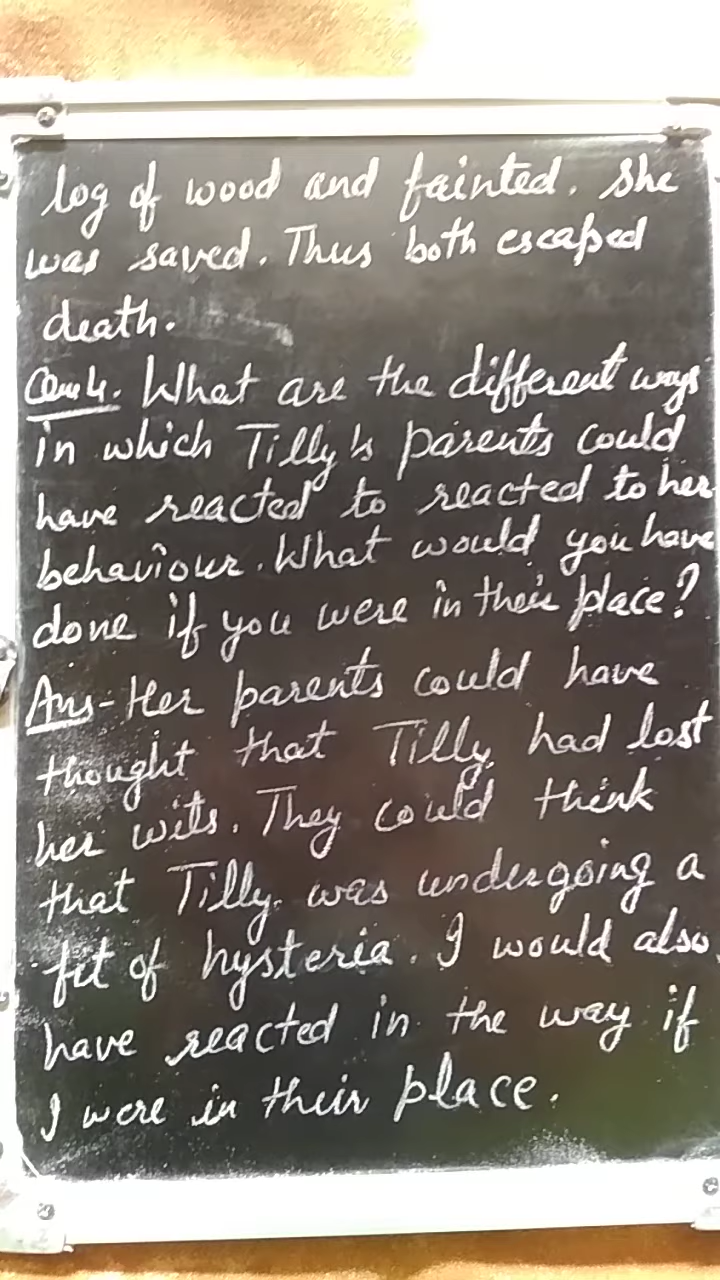 log of wood and fainted. She
was saved. Thus both escaped
death.
Que 4. What are the different ways
in which Tilly's parents could
have reacted to reacted to her
behaviour. What would you have
done if you were in their place?
Ans- Her parents could have
thought that Tilly had lost
her wits. They could think
that Tilly was undergoing a
fit of hysteria. I would also
have reacted in the way if
I were in their place.